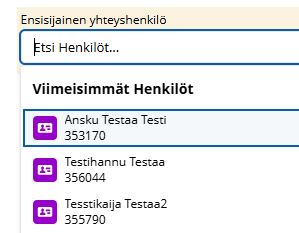 Ensisijainen yhteyshenkilö
Etsi Henkilöt...
Viimeisimmät Henkilöt
Ansku Testaa Testi
353170
Testihannu Testaa
356044
Tesstikaija Testaa2
355790